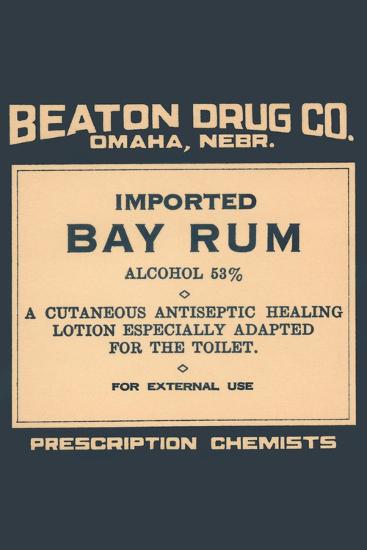 BEATON DRUG CO.
OMAHA, NEBR.
IMPORTED
BAY RUM
ALCOHOL 53%
A CUTANEOUS ANTISEPTIC HEALING
LOTION ESPECIALLY ADAPTED
FOR THE TOILET.
FOR EXTERNAL USE
PRESCRIPTION CHEMISTS